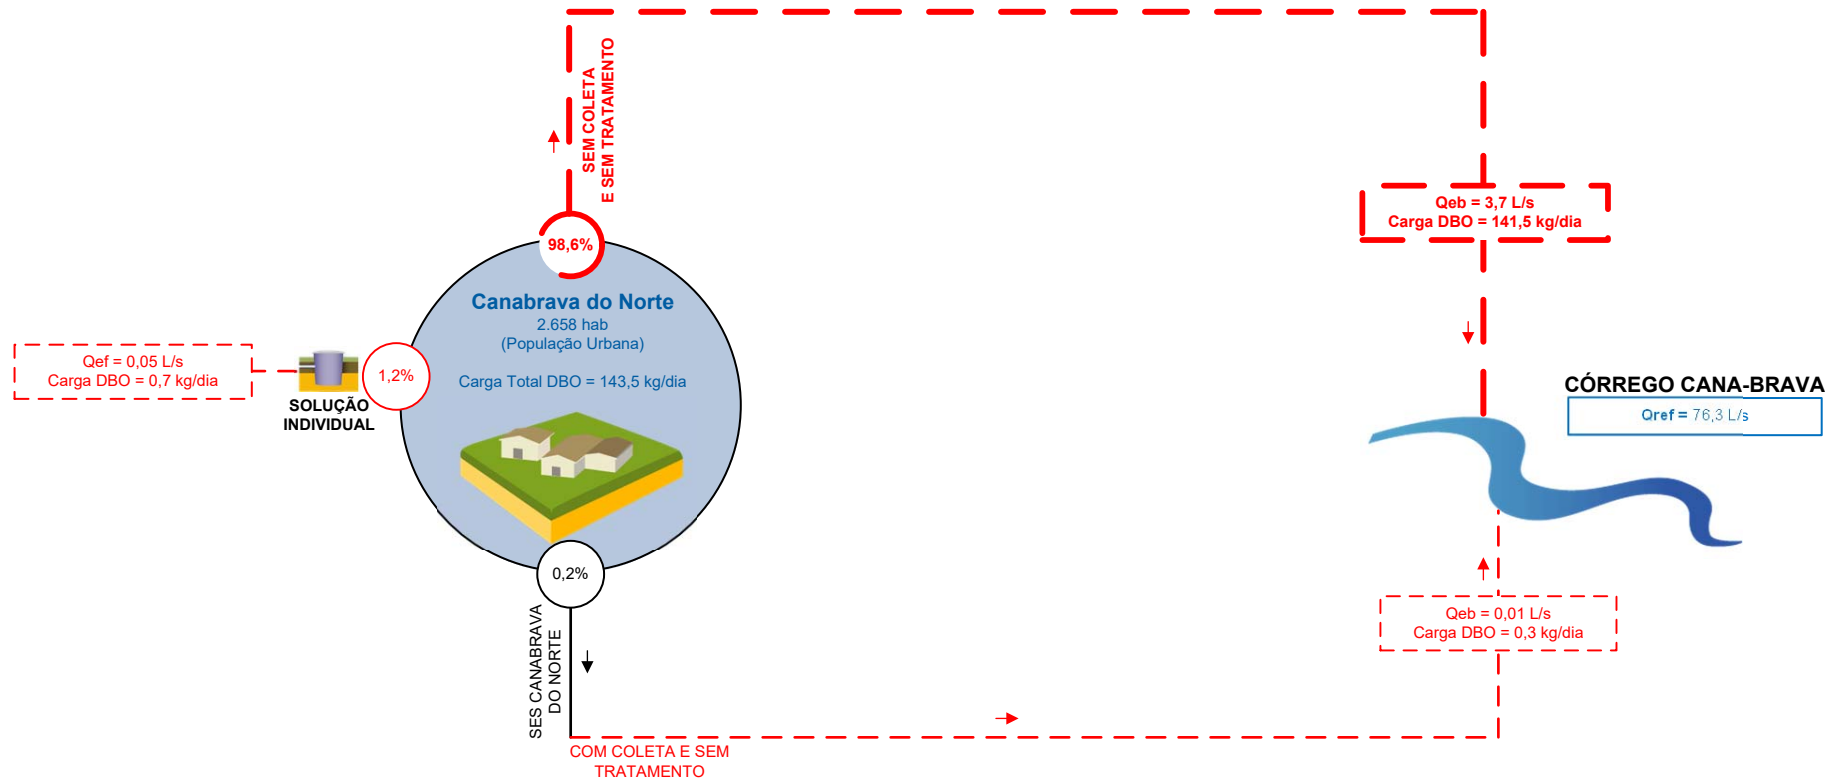 SEM COLETA
E SEM TRATAMENTO
Qeb = 3,7 L/s
Carga DBO = 141,5 kg/dia
98,6%
Canabrava do Norte
2.658 hab
(População Urbana)
Carga Total DBO = 143,5 kg/dia
Qef = 0,05 L/s
Carga DBO = 0,7 kg/dia
1,2%
SOLUÇÃO
INDIVIDUAL
CÓRREGO CANA-BRAVA
Qref = 76,3 L/s
0,2%
SES CANABRAVA
DO NORTE
Qeb = 0,01 L/s
Carga DBO = 0,3 kg/dia
COM COLETA E SEM
TRATAMENTO